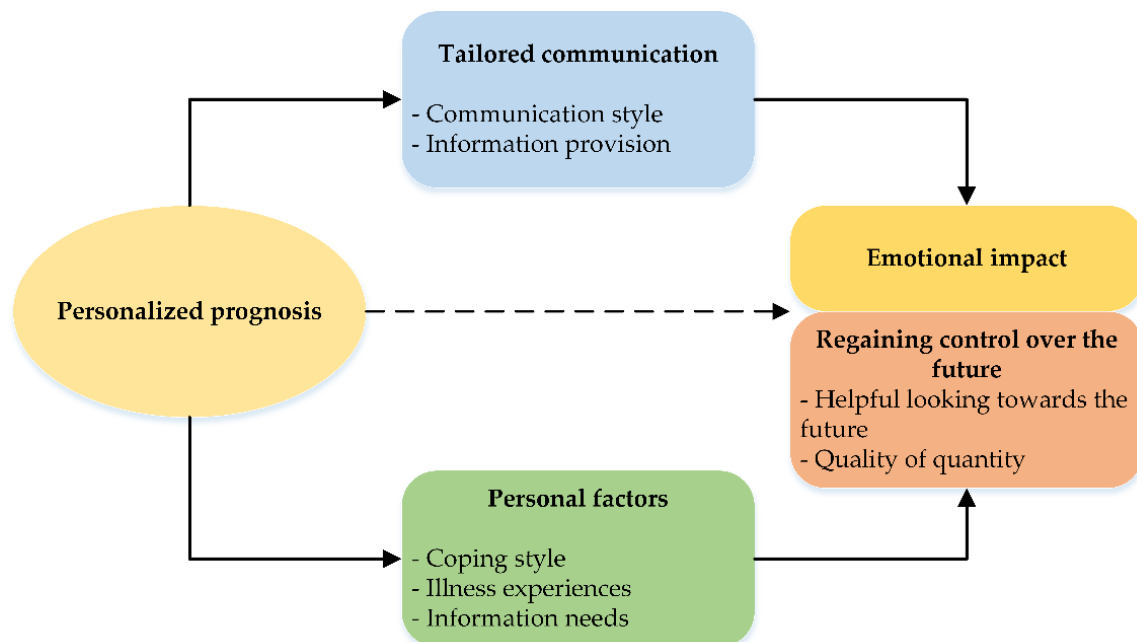 Tailored communication
- Communication style
- Information provision
Personalized prognosis
Emotional impact
Regaining control over the
future
- Helpful looking towards the
future
- Quality of quantity
Personal factors
- Coping style
- Illness experiences
- Information needs